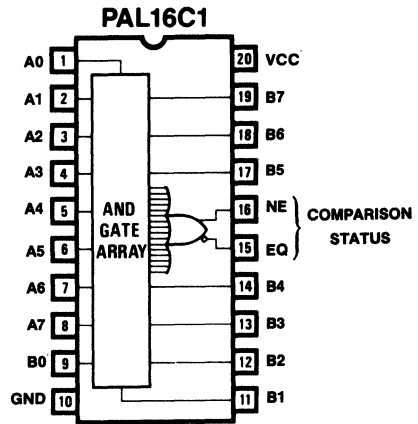 PAL16C1
A0 1 20 VCC
A1 2 19 B7
A2 3 18 B6
A3 4 17 B5
A4 5 16 NE
A5 6 15 EQ
COMPARISON
STATUS
AND
GATE
ARRAY
A6 7 14 B4
A7 8 13 B3
B0 9 12 B2
GND 10 11 B1